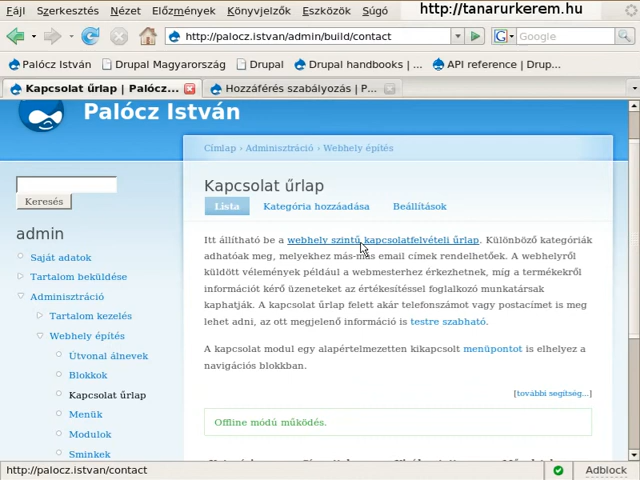 Fájl Szerkesztés Nézet Előzmények Könyvjelzők Eszközök Súgó http://tanarurkerem.hu
http://palocz.istvan/admin/build/contact Google
Palócz István Drupal Magyarország Drupal Drupal handbooks | ... API reference | Drup...
Kapcsolat űrlap | Palócz... Hozzáférés szabályozás | P...
Palócz István
Címlap › Adminisztráció › Webhely építés
Kapcsolat űrlap
Lista Kategória hozzáadása Beállítások
Keresés
admin
Saját adatok
Tartalom beküldése
Adminisztráció
Tartalom kezelés
Webhely építés
Útvonal álnevek
Blokkok
Kapcsolat űrlap
Menük
Modulok
Sminkek
Itt állítható be a webhely szintű kapcsolatfelvételi űrlap. Különböző kategóriák
adhatóak meg, melyekhez más-más email címek rendelhetőek. A webhelyről
küldött vélemények például a webmesterhez érkezhetnek, míg a termékekről
információt kérő üzeneteket az értékesítéssel foglalkozó munkatársak
kaphatják. A kapcsolat űrlap felett akár telefonszámot vagy postacímet is meg
lehet adni, az ott megjelenő információ is testre szabható.
A kapcsolat modul egy alapértelmezetten kikapcsolt menüpontot is elhelyez a
navigációs blokkban.
[további segítség...]
Offline módú működés.
http://palocz.istvan/contact Adblock